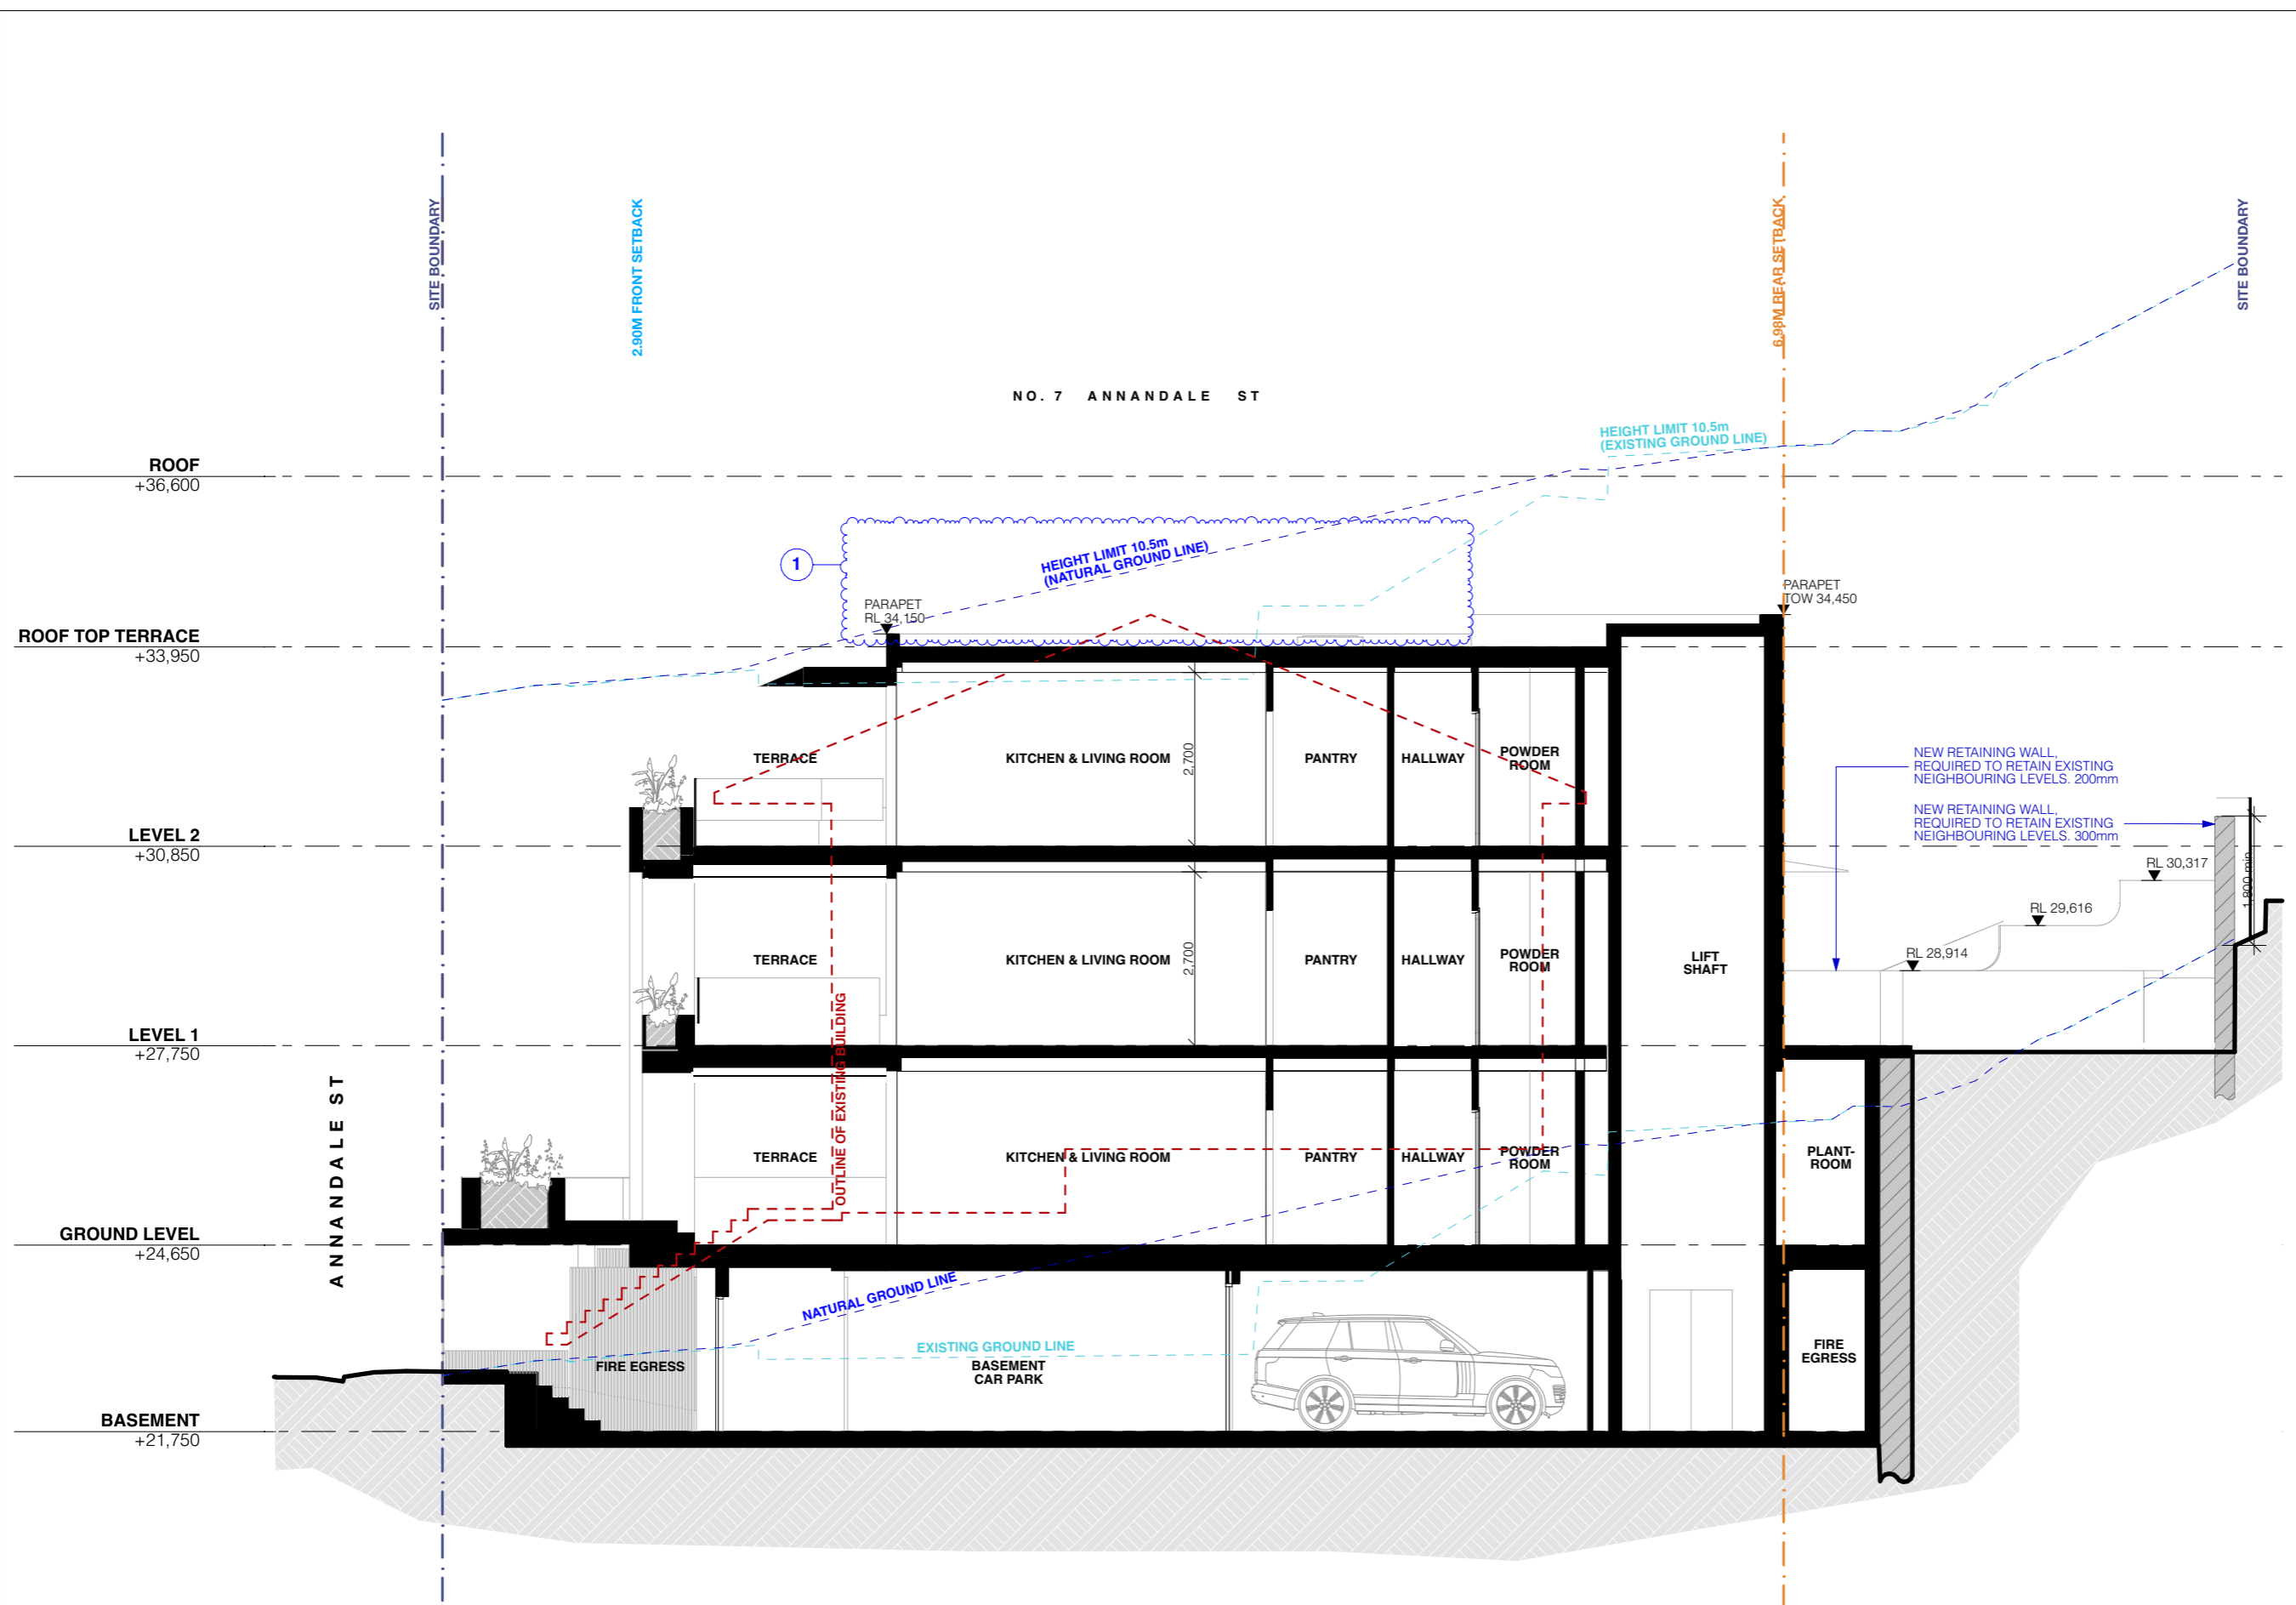 SITE BOUNDARY
2.90M FRONT SETBACK
6.98M REAR SETBACK
SITE BOUNDARY
NO. 7 ANNANDALE ST
HEIGHT LIMIT 10.5m
(EXISTING GROUND LINE)
ROOF
+36,600
HEIGHT LIMIT 10.5m
(NATURAL GROUND LINE)
1
PARAPET
RL 34,150
PARAPET
TOW 34,450
ROOF TOP TERRACE
+33,950
TERRACE
KITCHEN & LIVING ROOM
2,700
PANTRY
HALLWAY
POWDER
ROOM
NEW RETAINING WALL,
REQUIRED TO RETAIN EXISTING
NEIGHBOURING LEVELS. 200mm
NEW RETAINING WALL,
REQUIRED TO RETAIN EXISTING
NEIGHBOURING LEVELS. 300mm
LEVEL 2
+30,850
RL 30,317
1,800 min.
RL 29,616
RL 28,914
TERRACE
KITCHEN & LIVING ROOM
2,700
PANTRY
HALLWAY
POWDER
ROOM
LIFT
SHAFT
OUTLINE OF EXISTING BUILDING
LEVEL 1
+27,750
ANNANDALE ST
TERRACE
KITCHEN & LIVING ROOM
PANTRY
HALLWAY
POWDER
ROOM
PLANT-
ROOM
GROUND LEVEL
+24,650
NATURAL GROUND LINE
EXISTING GROUND LINE
FIRE EGRESS
BASEMENT
CAR PARK
FIRE
EGRESS
BASEMENT
+21,750